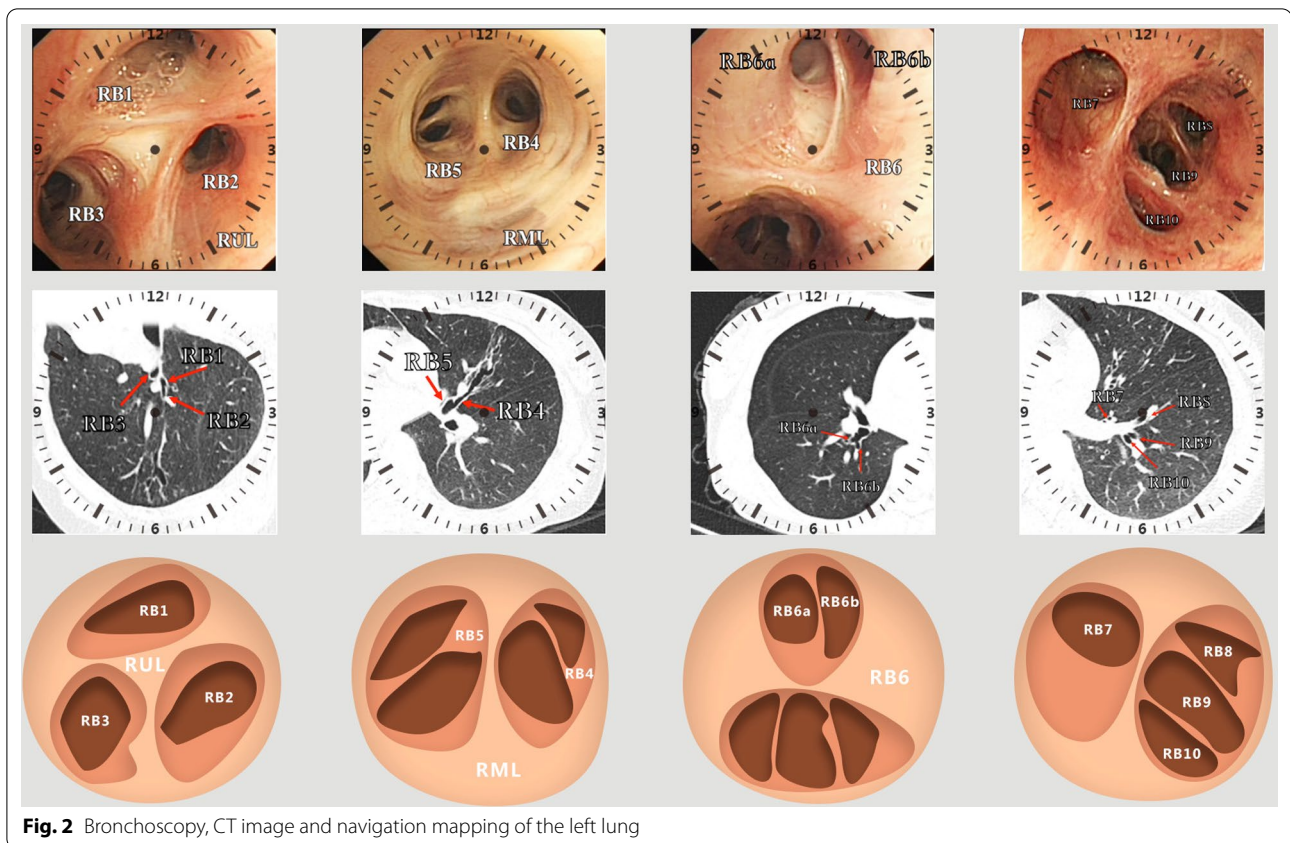 12
RB1
9
3
RB2
RB3
RUL
6
12
RB4
9
3
RB5
RML
6
12
RB6a
RB6b
9
3
RB6
6
12
RB7
RB8
9
3
RB9
RB10
6
12
RB1
RB3
RB2
9
3
6
12
RB5
RB4
9
3
6
12
RB6a
9
3
RB6b
6
12
RB7
RB8
9
3
RB9
RB10
6
RB1
RUL
RB2
RB3
RB5
RB4
RML
RB6a
RB6b
RB6
RB7
RB8
RB9
RB10
Fig. 2 Bronchoscopy, CT image and navigation mapping of the left lung